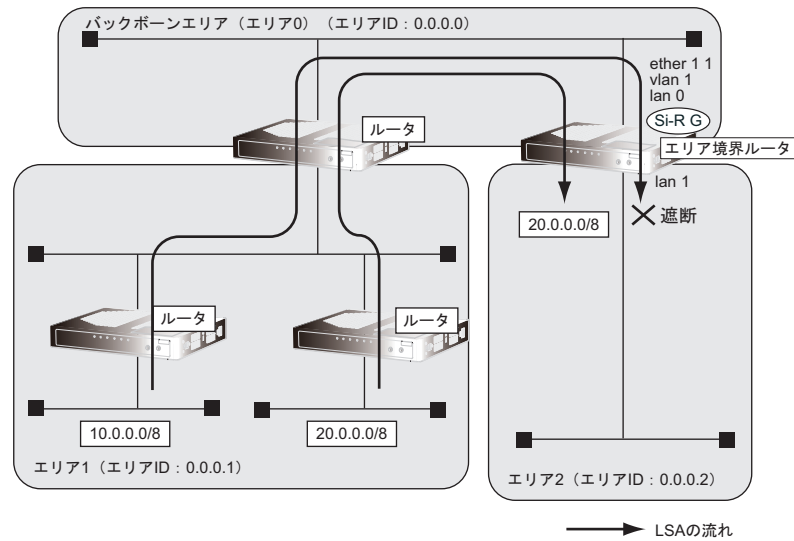 バックボーンエリア（エリア0）（エリアID：0.0.0.0）
ether 1 1
vlan 1
lan 0
Si-R G
ルータ
エリア境界ルータ
lan 1
20.0.0.0/8
遮断
ルータ
ルータ
10.0.0.0/8
20.0.0.0/8
エリア1（エリアID：0.0.0.1）
エリア2（エリアID：0.0.0.2）
LSAの流れ